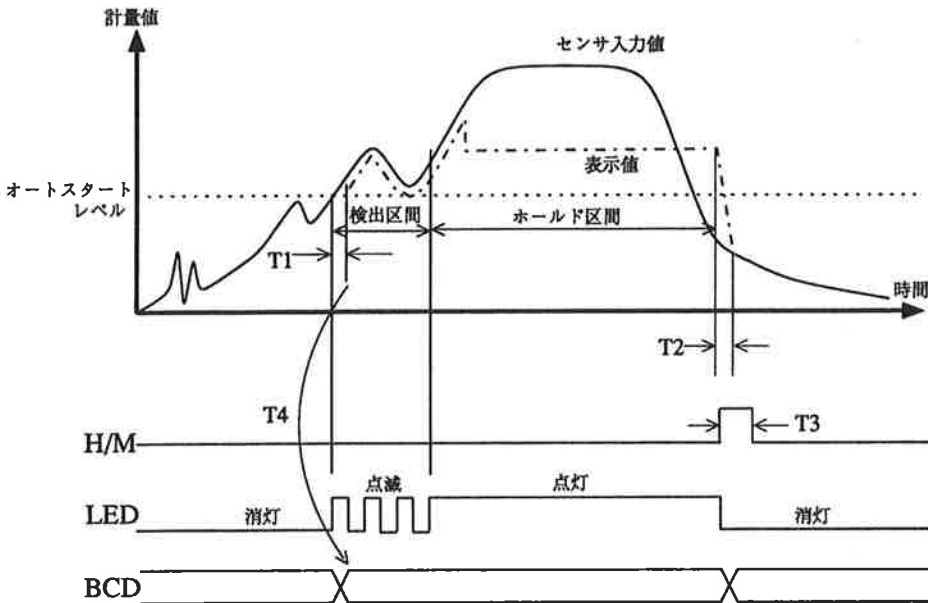 計量値
センサ入力値
表示値
オートスタート
レベル
検出区間
ホールド区間
T1
時間
T2
T4
T3
H/M
点滅
点灯
LED
消灯
消灯
BCD